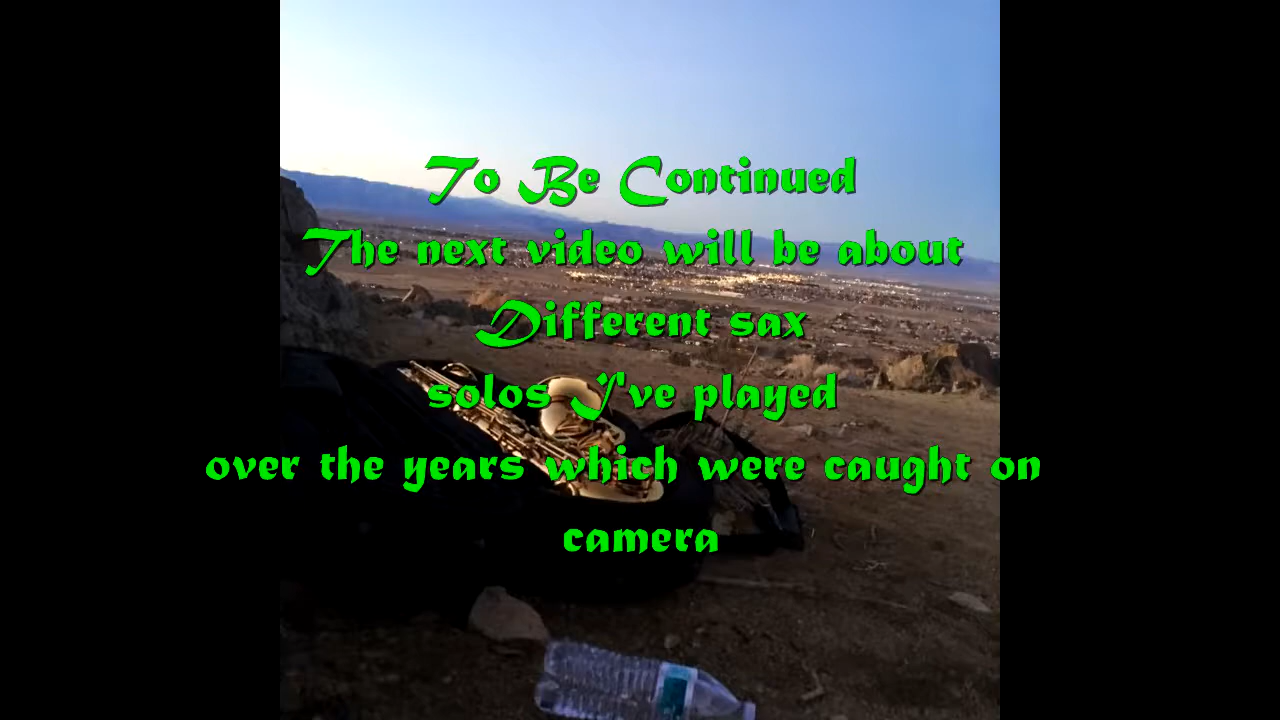 To Be Continued
The next video will be about
Different sax
solos I've played
over the years which were caught on
camera